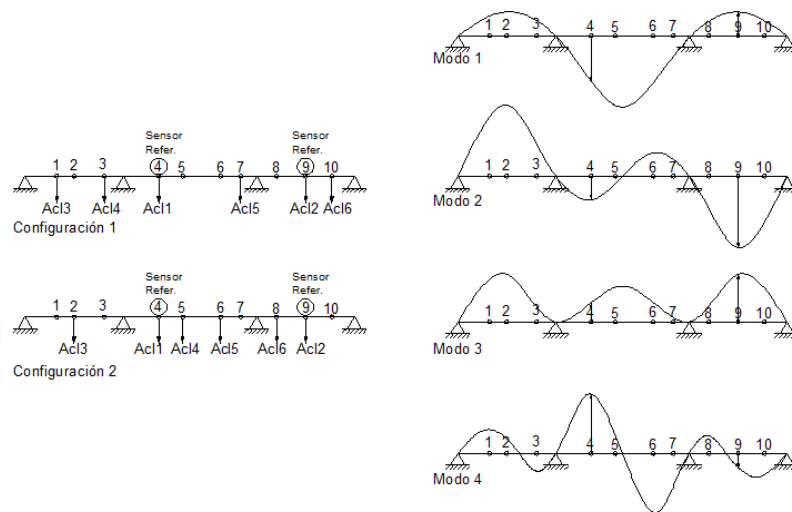 Sensor
Refer.
Sensor
Refer.
1 2 3 4 5 6 7 8 9 10
Acl3 Acl4 Acl1 Acl5 Acl2 Acl6
Configuración 1
Sensor
Refer.
Sensor
Refer.
1 2 3 4 5 6 7 8 9 10
Acl3 Acl1 Acl4 Acl5 Acl6 Acl2
Configuración 2
1 2 3 4 5 6 7 8 9 10
Modo 1
1 2 3 4 5 6 7 8 9 10
Modo 2
1 2 3 4 5 6 7 8 9 10
Modo 3
1 2 3 4 5 6 7 8 9 10
Modo 4